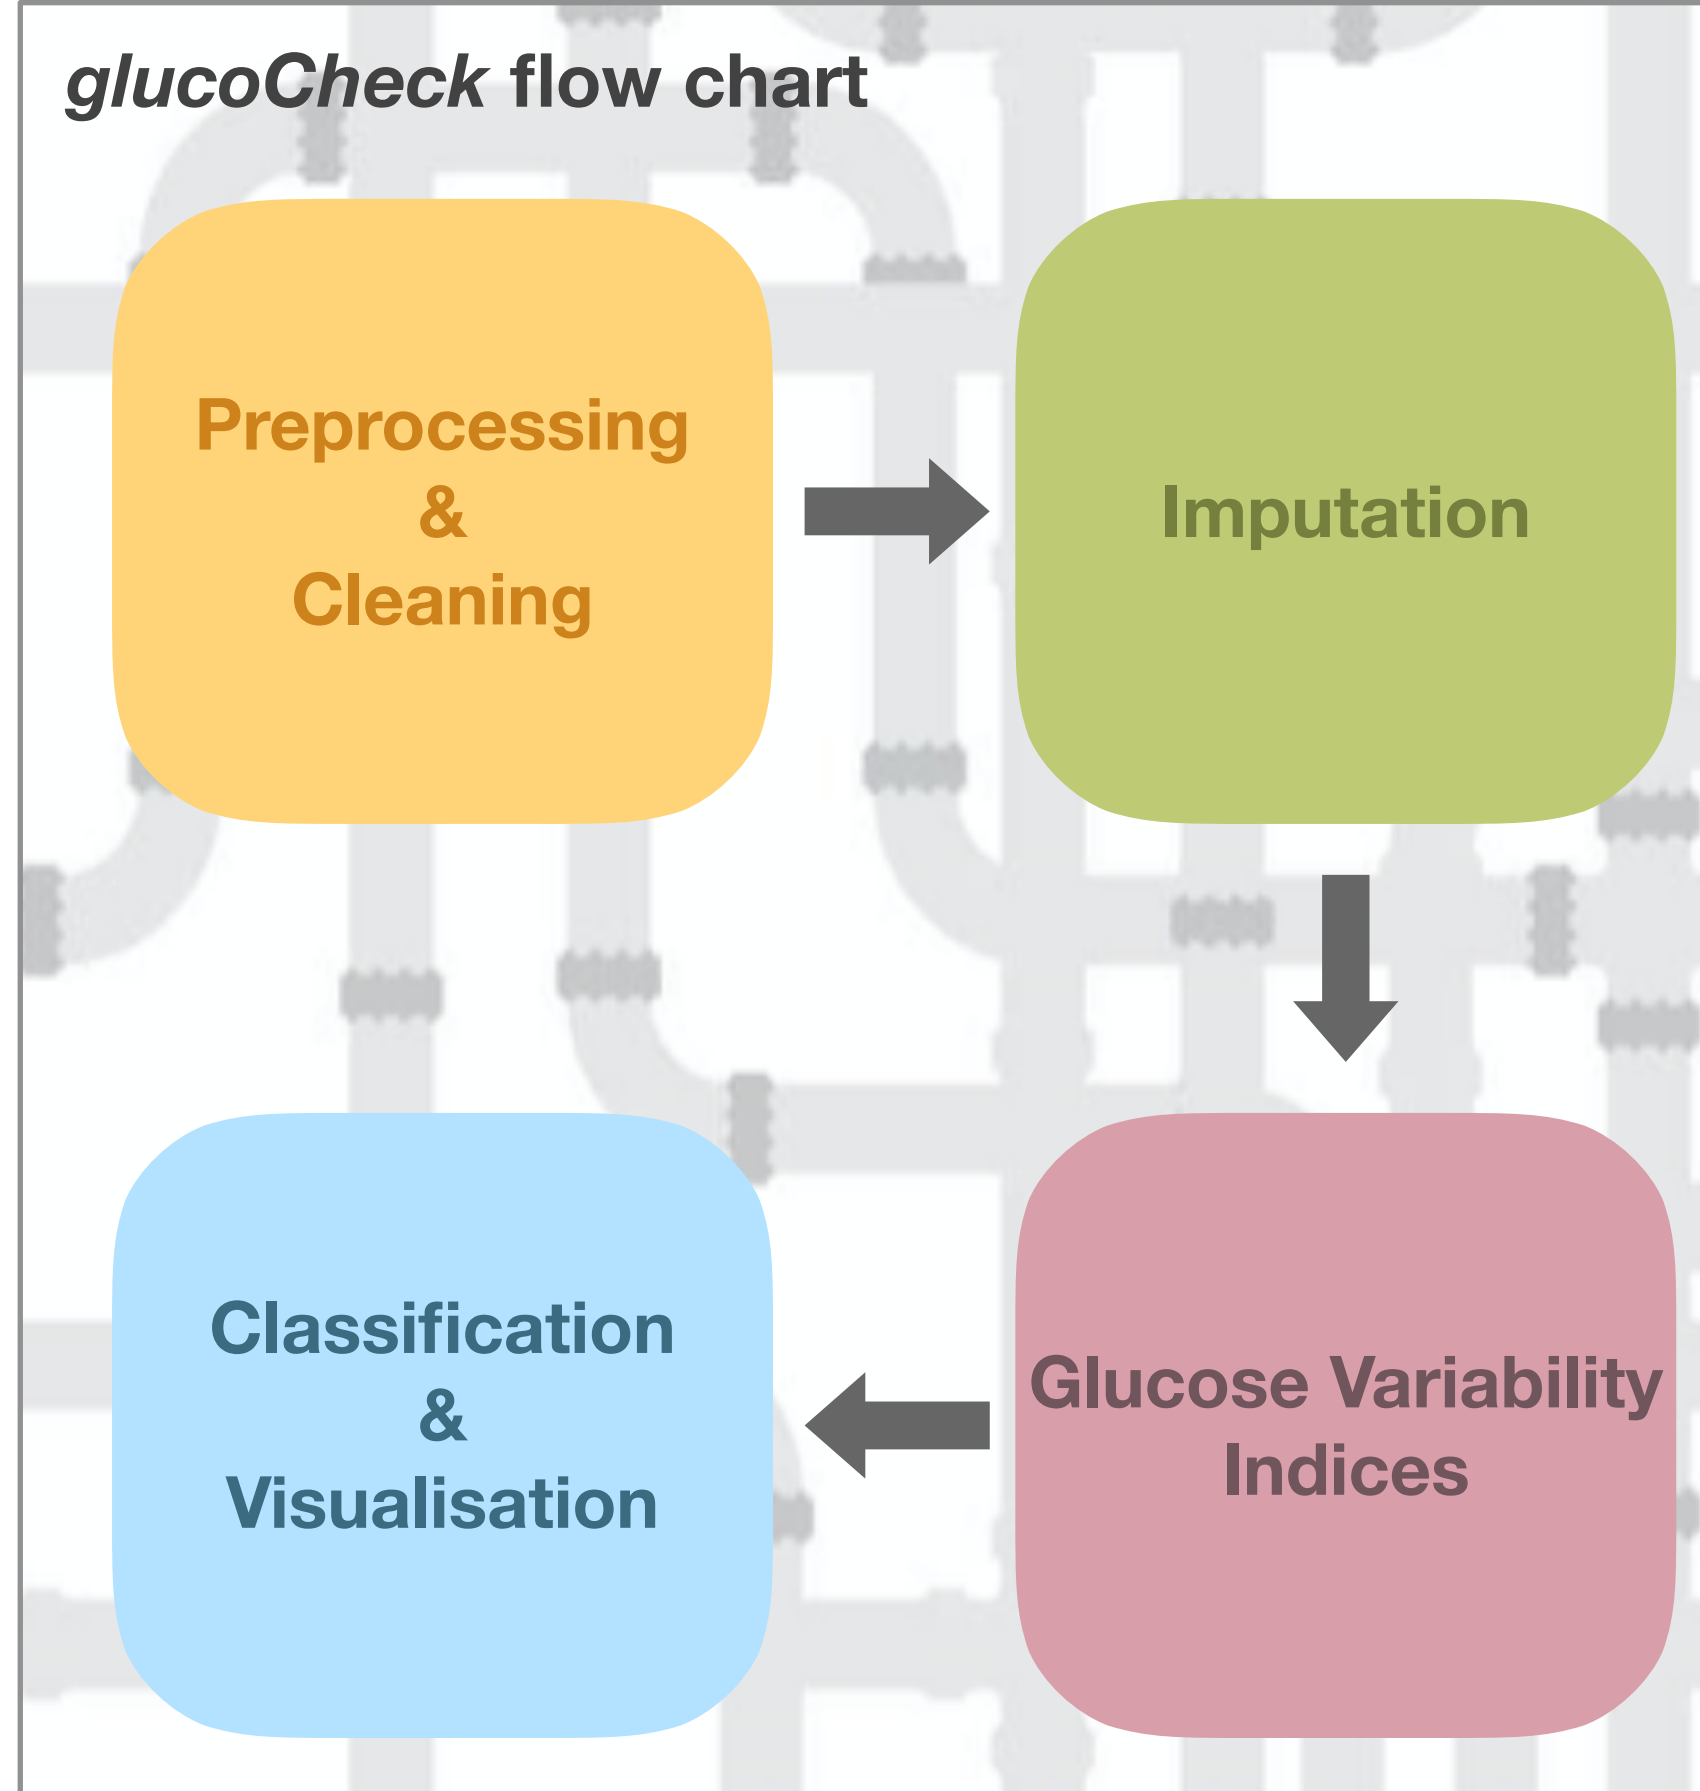 glucoCheck flow chart
Preprocessing
&
Cleaning
Imputation
Glucose Variability
Indices
Classification
&
Visualisation